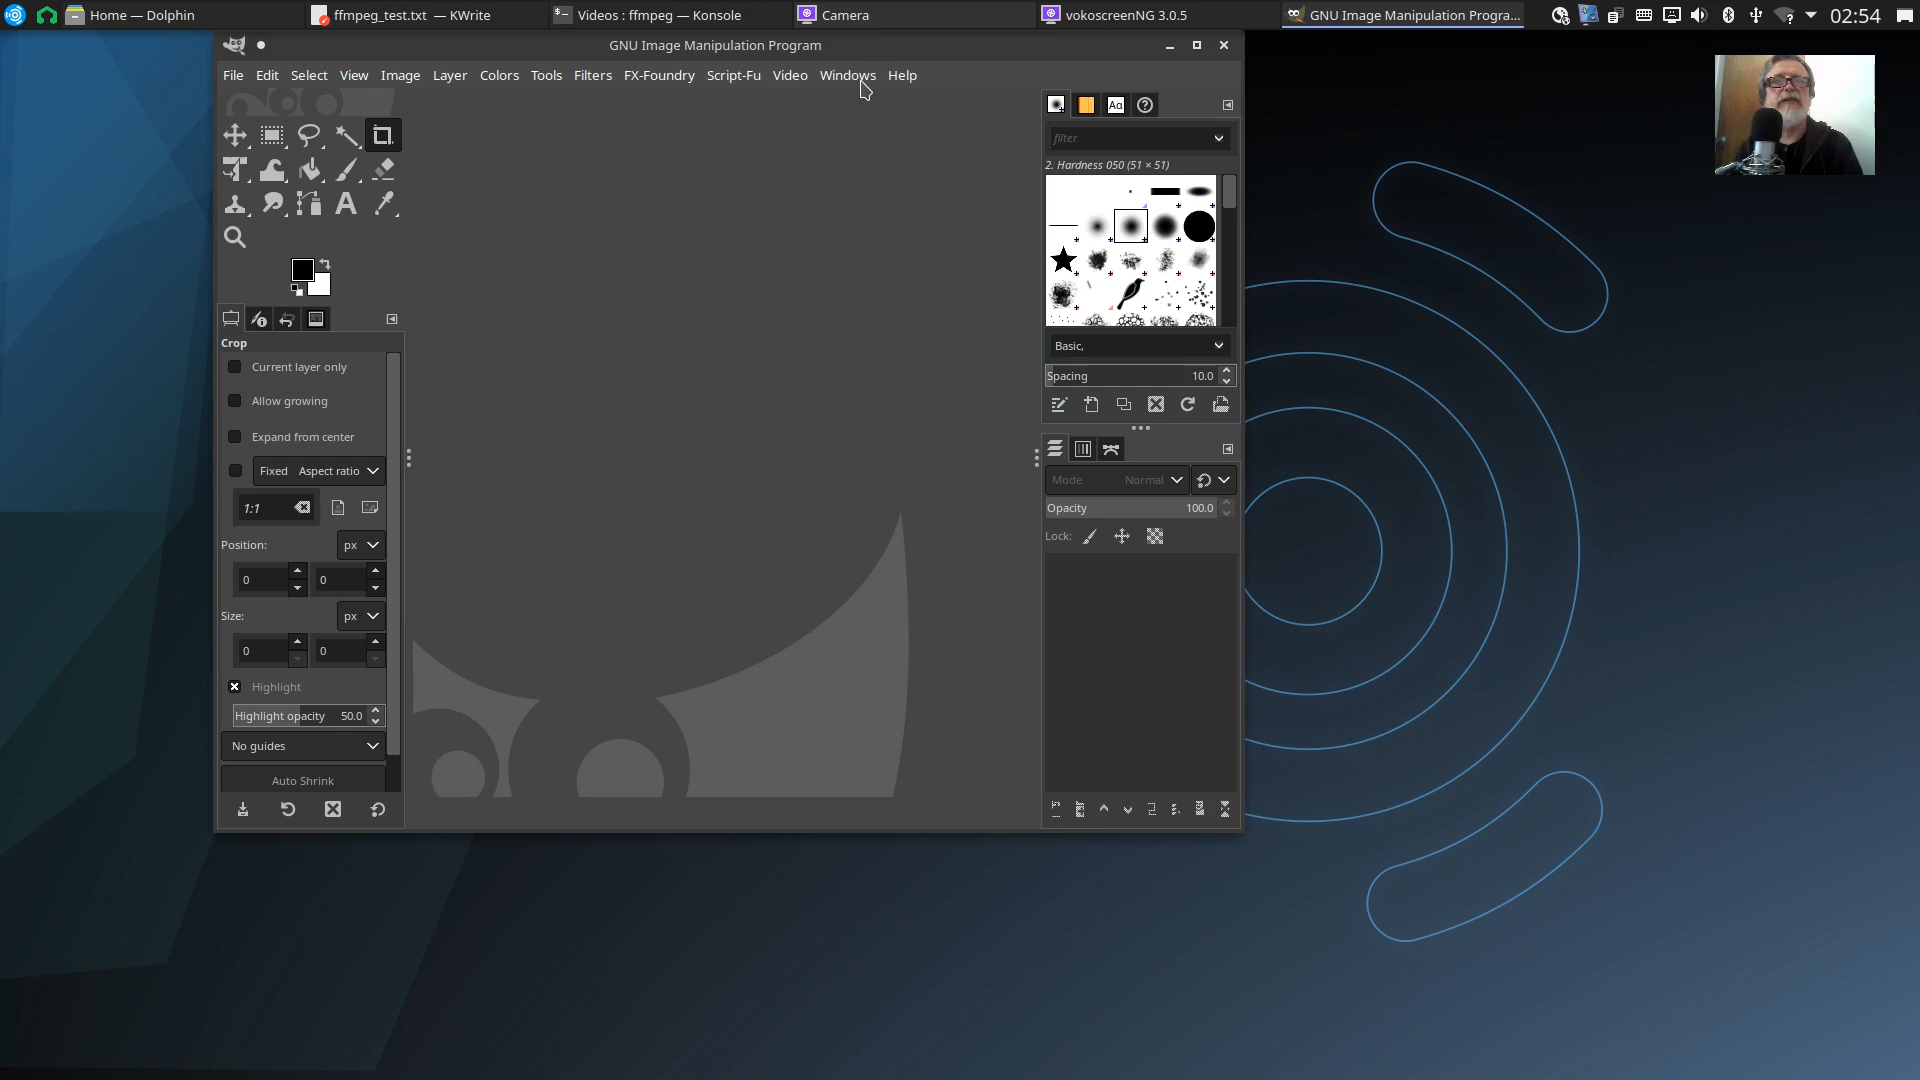 Home — Dolphin
ffmpeg_test.txt — KWrite
Videos : ffmpeg — Konsole
Camera
vokoscreenNG 3.0.5
GNU Image Manipulation Progra...
02:54
GNU Image Manipulation Program
File Edit Select View Image Layer Colors Tools Filters FX-Foundry Script-Fu Video Windows Help
Aa
filter
2. Hardness 050 (51 × 51)
A
Crop
Basic,
Current layer only
Spacing 10.0
Allow growing
Expand from center
Fixed Aspect ratio
Mode Normal
1:1
Opacity 100.0
Lock:
Position: px
0 0
Size: px
0 0
Highlight
Highlight opacity 50.0
No guides
Auto Shrink